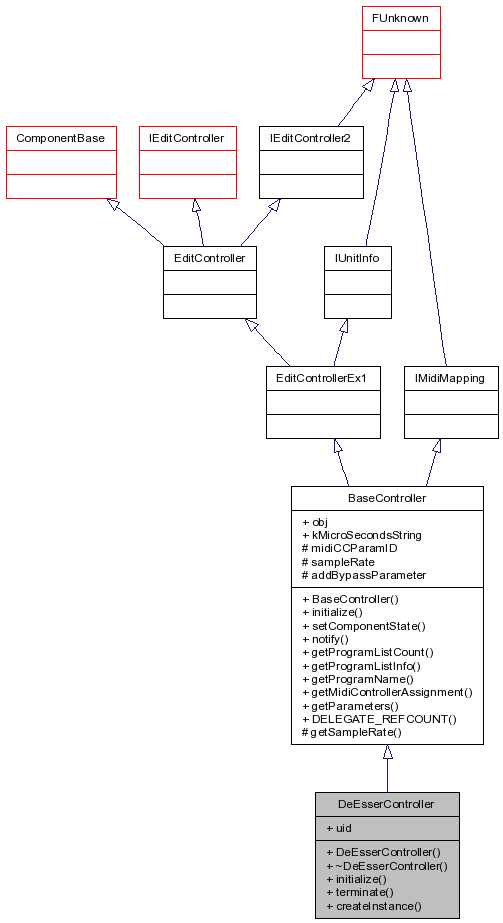 FUnknown
ComponentBase
IEditController
IEditController2
EditController
IUnitInfo
EditControllerEx1
IMidiMapping
BaseController
+ obj
+ kMicroSecondsString
# midiCCParamID
# sampleRate
# addBypassParameter
+ BaseController()
+ initialize()
+ setComponentState()
+ notify()
+ getProgramListCount()
+ getProgramListInfo()
+ getProgramName()
+ getMidiControllerAssignment()
+ getParameters()
+ DELEGATE_REFCOUNT()
# getSampleRate()
DeEsserController
+ uid
+ DeEsserController()
+ ~DeEsserController()
+ initialize()
+ terminate()
+ createInstance()